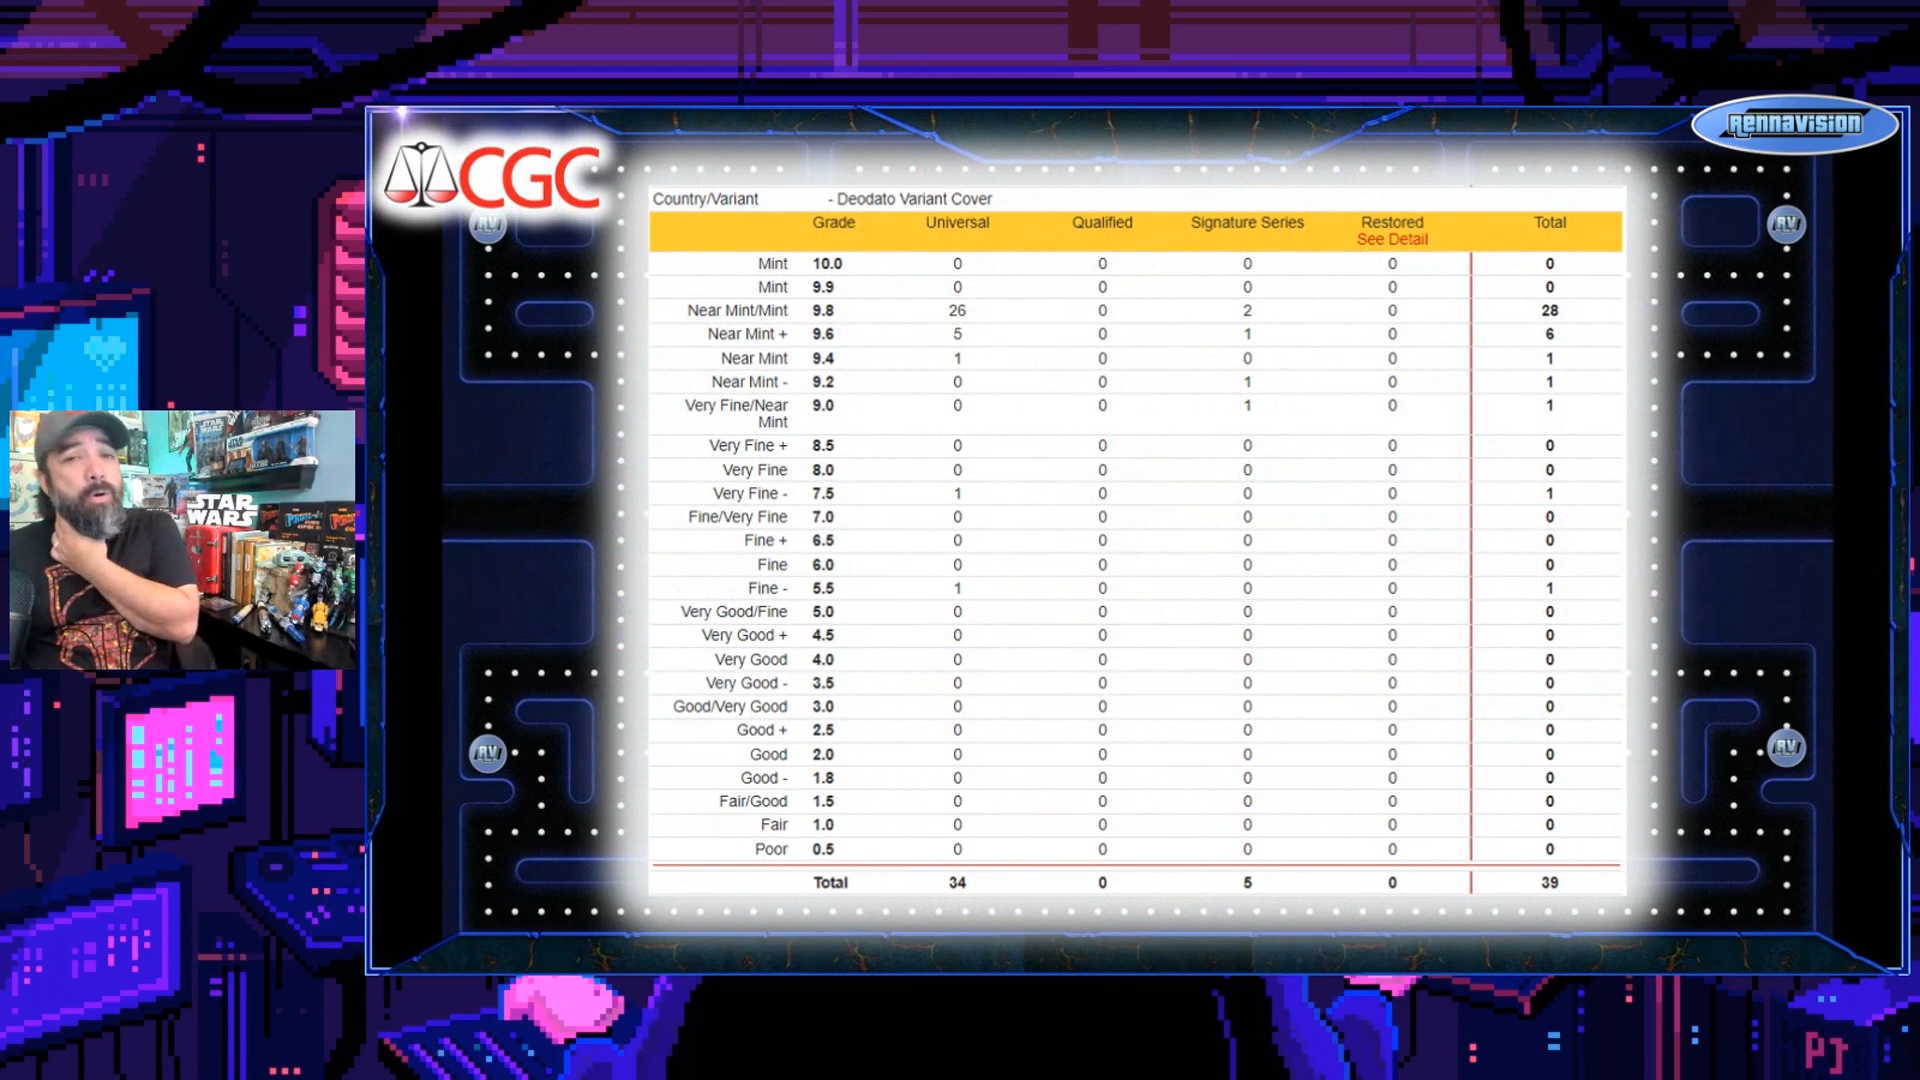 RENNAVISION
CGC
Country/Variant - Deodato Variant Cover
Grade Universal Qualified Signature Series Restored Total
See Detail
Mint 10.0 0 0 0 0 0
Mint 9.9 0 0 0 0 0
Near Mint/Mint 9.8 26 0 2 0 28
Near Mint + 9.6 5 0 1 0 6
Near Mint 9.4 1 0 0 0 1
Near Mint - 9.2 0 0 1 0 1
Very Fine/Near 9.0 0 0 1 0 1
Mint
Very Fine + 8.5 0 0 0 0 0
Very Fine 8.0 0 0 0 0 0
Very Fine - 7.5 1 0 0 0 1
Fine/Very Fine 7.0 0 0 0 0 0
Fine + 6.5 0 0 0 0 0
Fine 6.0 0 0 0 0 0
Fine - 5.5 1 0 0 0 1
Very Good/Fine 5.0 0 0 0 0 0
Very Good + 4.5 0 0 0 0 0
Very Good 4.0 0 0 0 0 0
Very Good - 3.5 0 0 0 0 0
Good/Very Good 3.0 0 0 0 0 0
Good + 2.5 0 0 0 0 0
Good 2.0 0 0 0 0 0
Good - 1.8 0 0 0 0 0
Fair/Good 1.5 0 0 0 0 0
Fair 1.0 0 0 0 0 0
Poor 0.5 0 0 0 0 0
Total 34 0 5 0 39
RV
RV
RV
RV
STAR
WARS
STAR
WARS
PJ